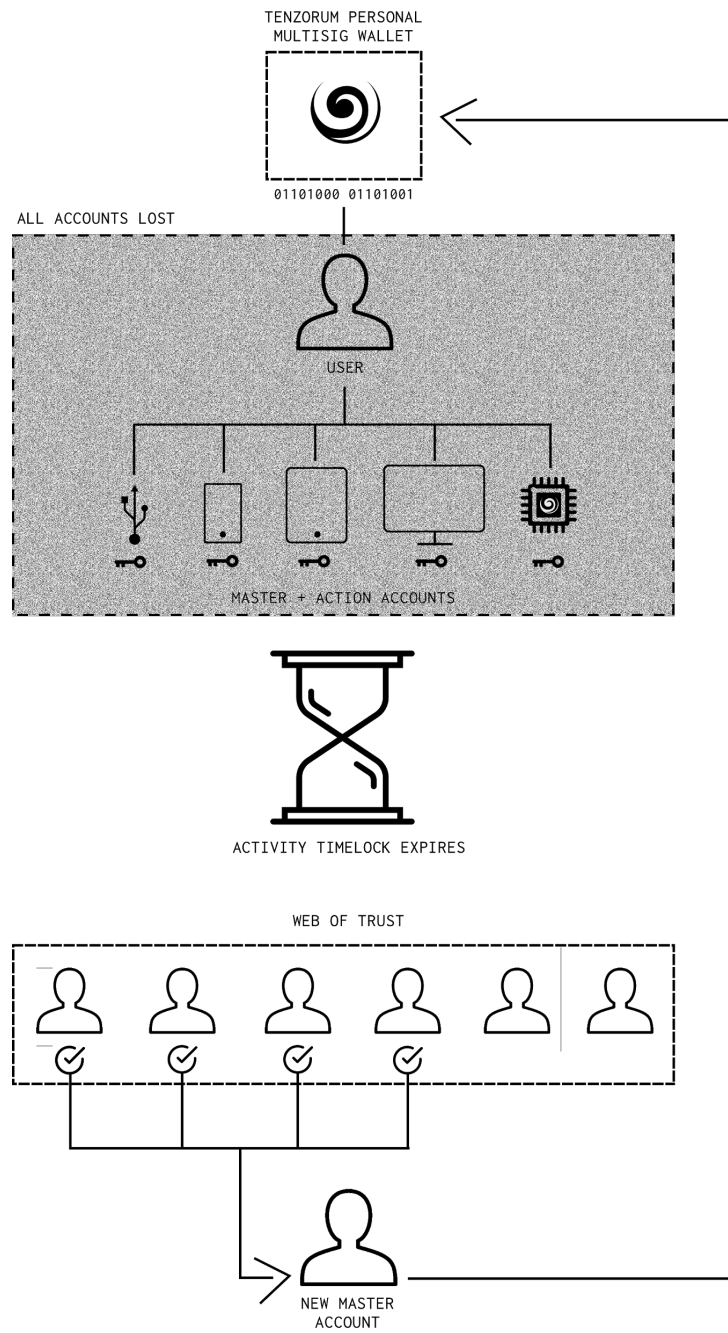 TENZORUM PERSONAL
MULTISIG WALLET
01101000 01101001
ALL ACCOUNTS LOST
USER
MASTER + ACTION ACCOUNTS
ACTIVITY TIMELOCK EXPIRES
WEB OF TRUST
NEW MASTER
ACCOUNT